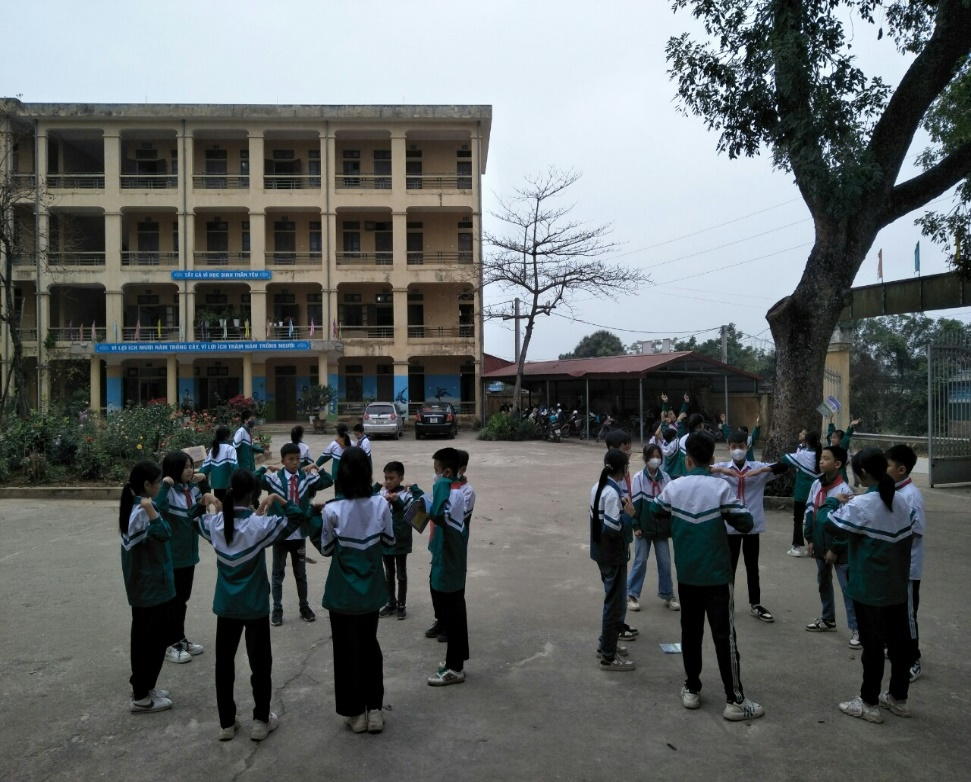 TẤT CẢ VÌ HỌC SINH THÂN YÊU
VÌ LỢI ÍCH MƯỜI NĂM TRỒNG CÂY, VÌ LỢI ÍCH TRĂM NĂM TRỒNG NGƯỜI